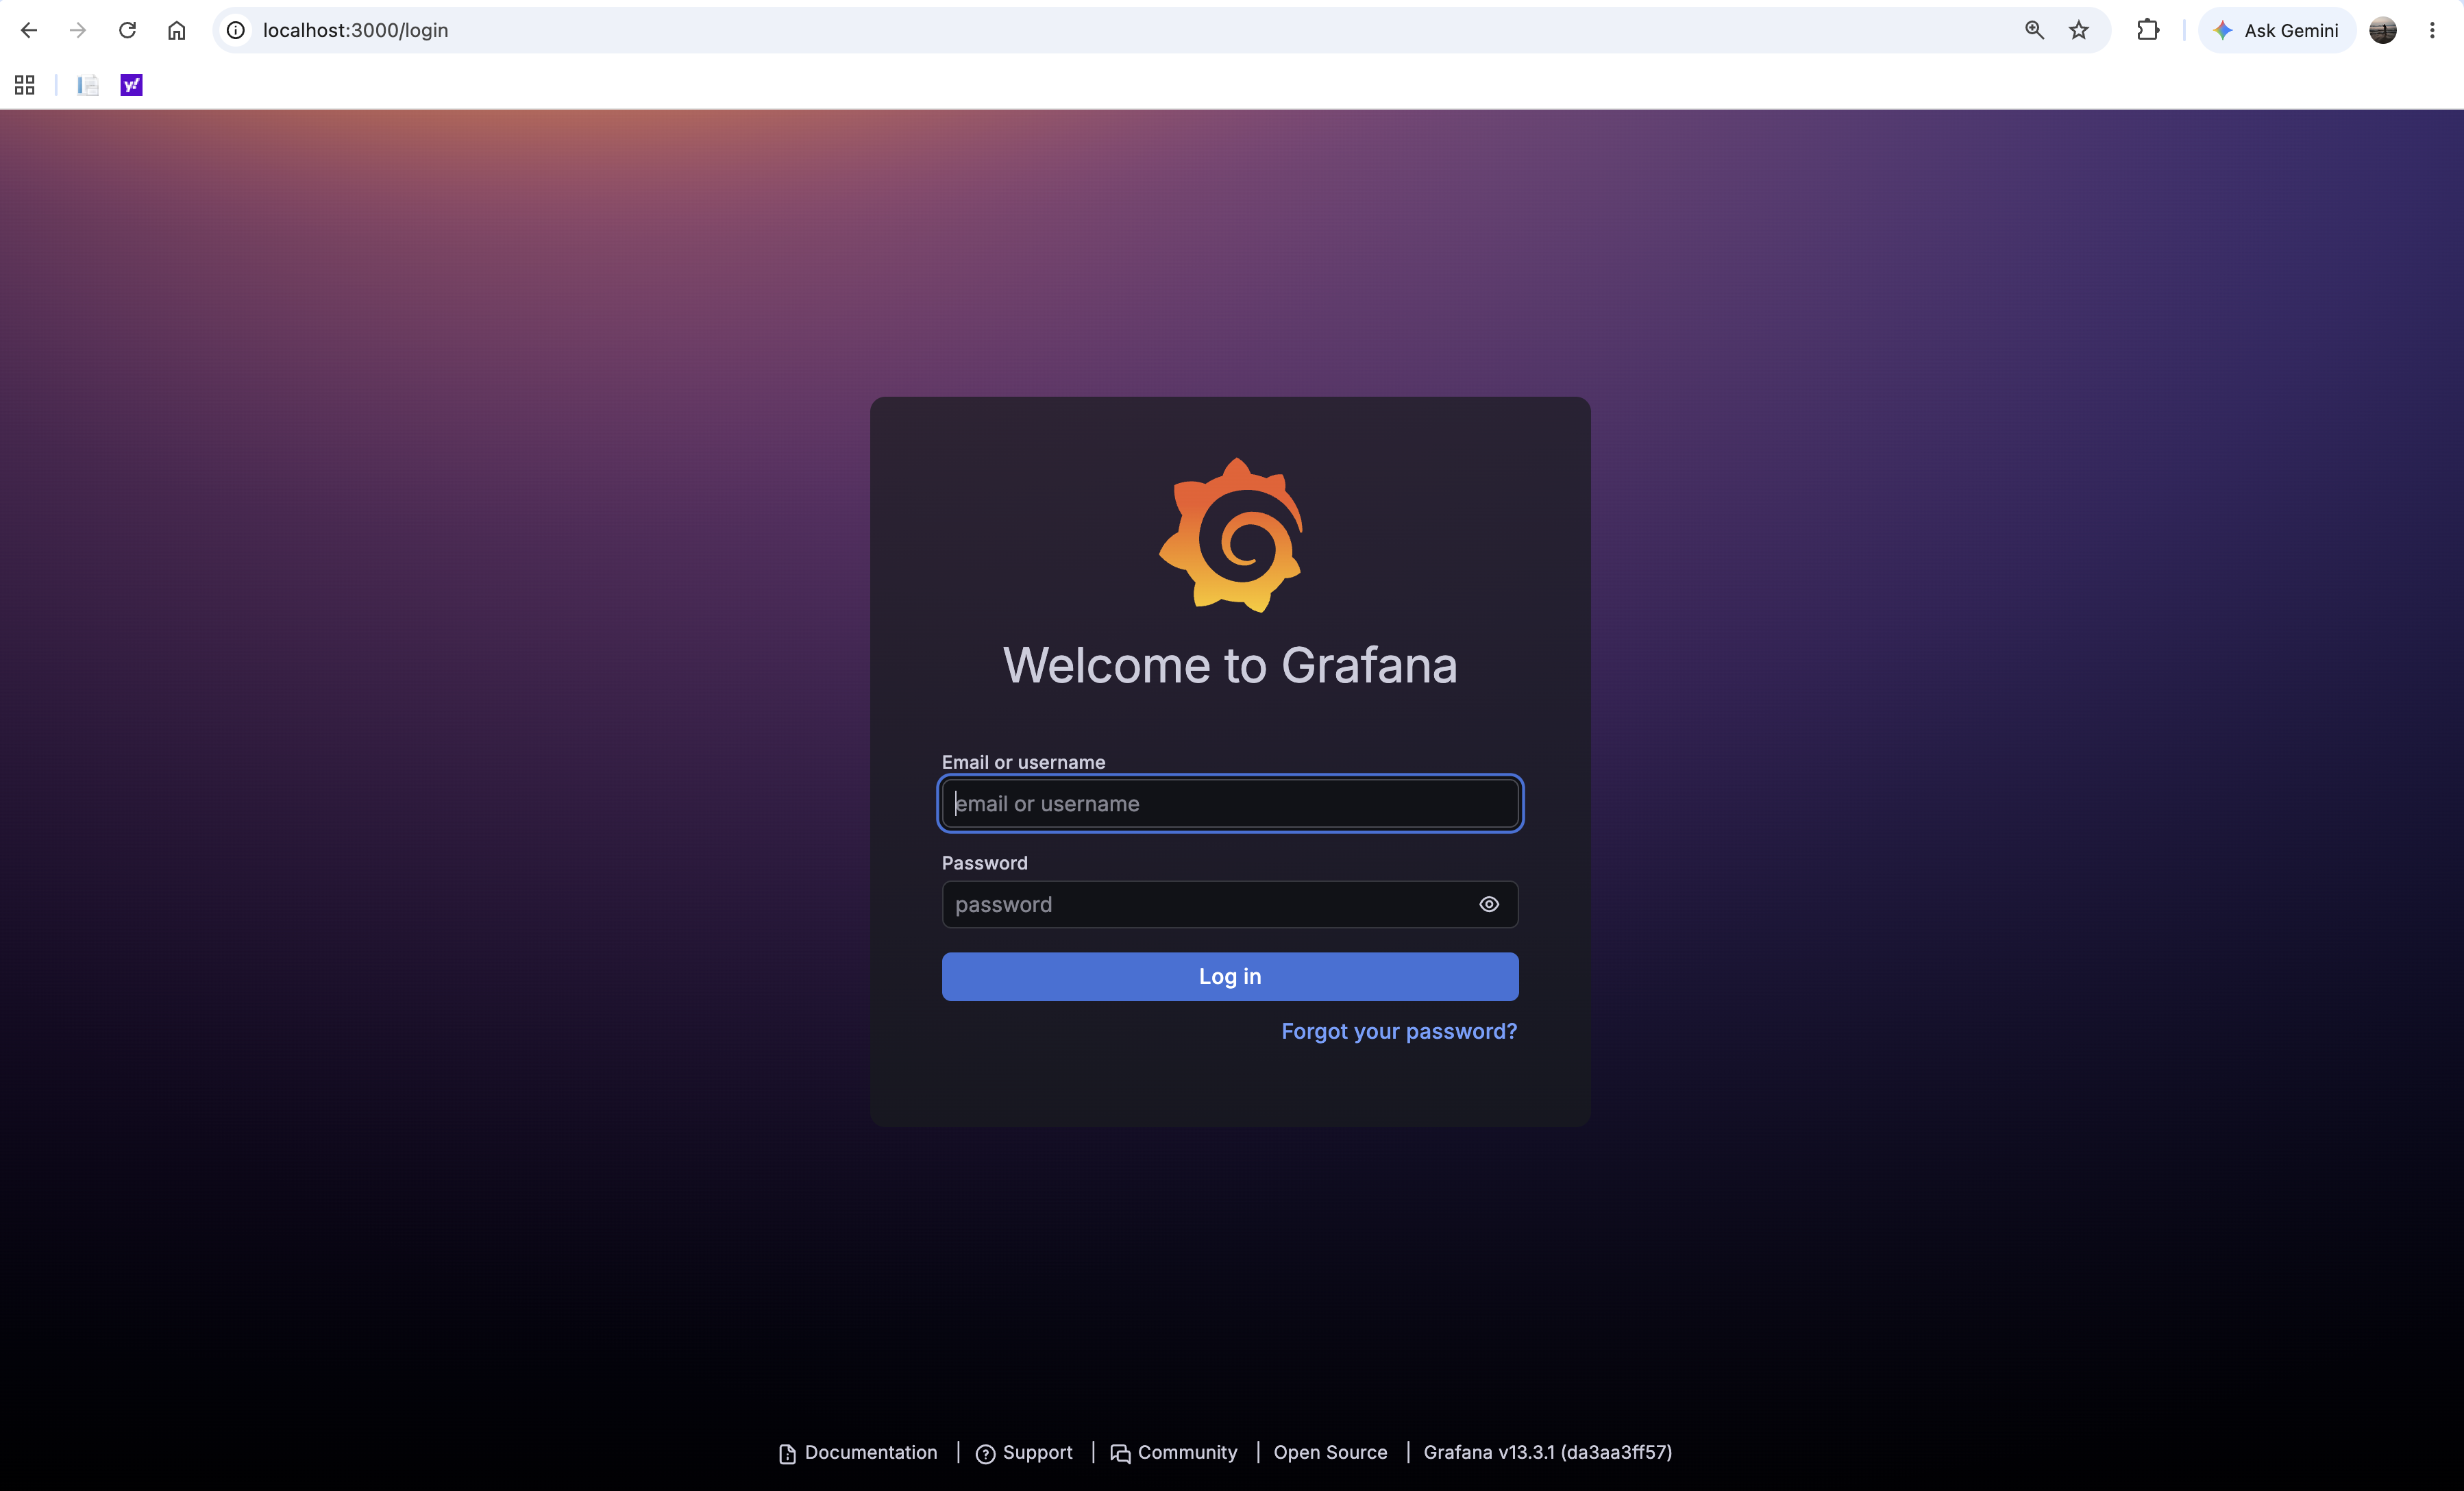 localhost:3000/login
Ask Gemini
y!
Welcome to Grafana
Email or username
email or username
Password
password
Log in
Forgot your password?
Documentation | Support | Community | Open Source | Grafana v13.3.1 (da3aa3ff57)